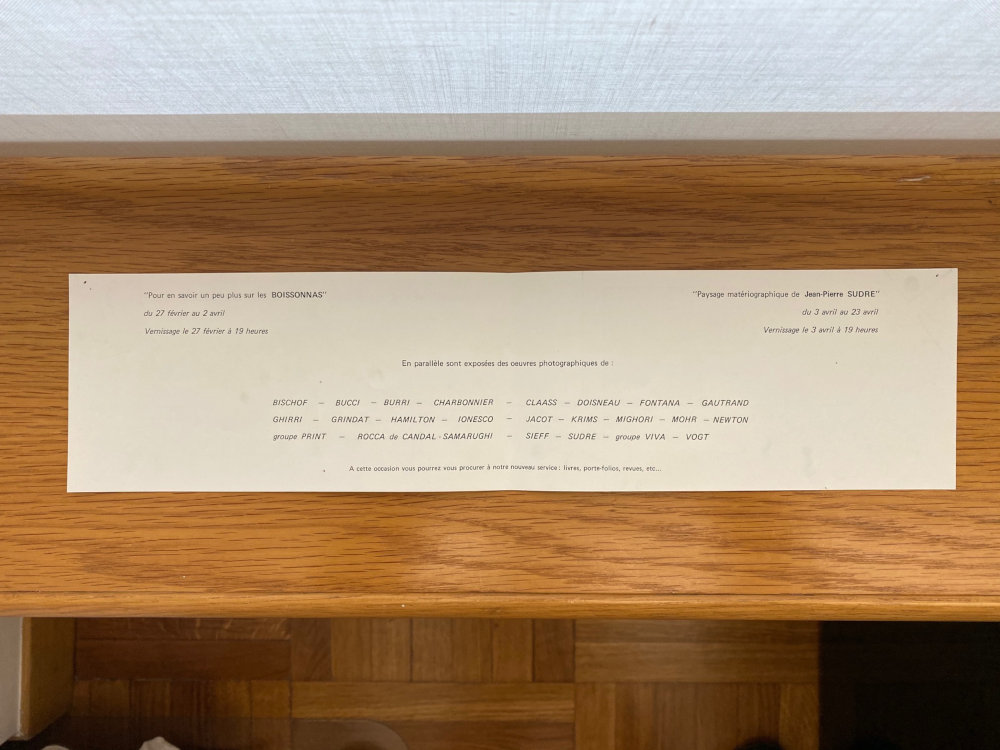 "Pour en savoir un peu plus sur les BOISSONNAS"
du 27 février au 2 avril
Vernissage le 27 février à 19 heures
"Paysage matériographique de Jean-Pierre SUDRE"
du 3 avril au 23 avril
Vernissage le 3 avril à 19 heures
En parallèle sont exposées des oeuvres photographiques de :
BISCHOF — BUCCI — BURRI — CHARBONNIER — CLAASS — DOISNEAU — FONTANA — GAUTRAND
GHIRRI — GRINDAT — HAMILTON — IONESCO — JACOT — KRIMS — MIGHORI — MOHR — NEWTON
groupe PRINT — ROCCA de CANDAL - SAMARUGHI — SIEFF — SUDRE — groupe VIVA — VOGT
A cette occasion vous pourrez vous procurer à notre nouveau service : livres, porte-folios, revues, etc...